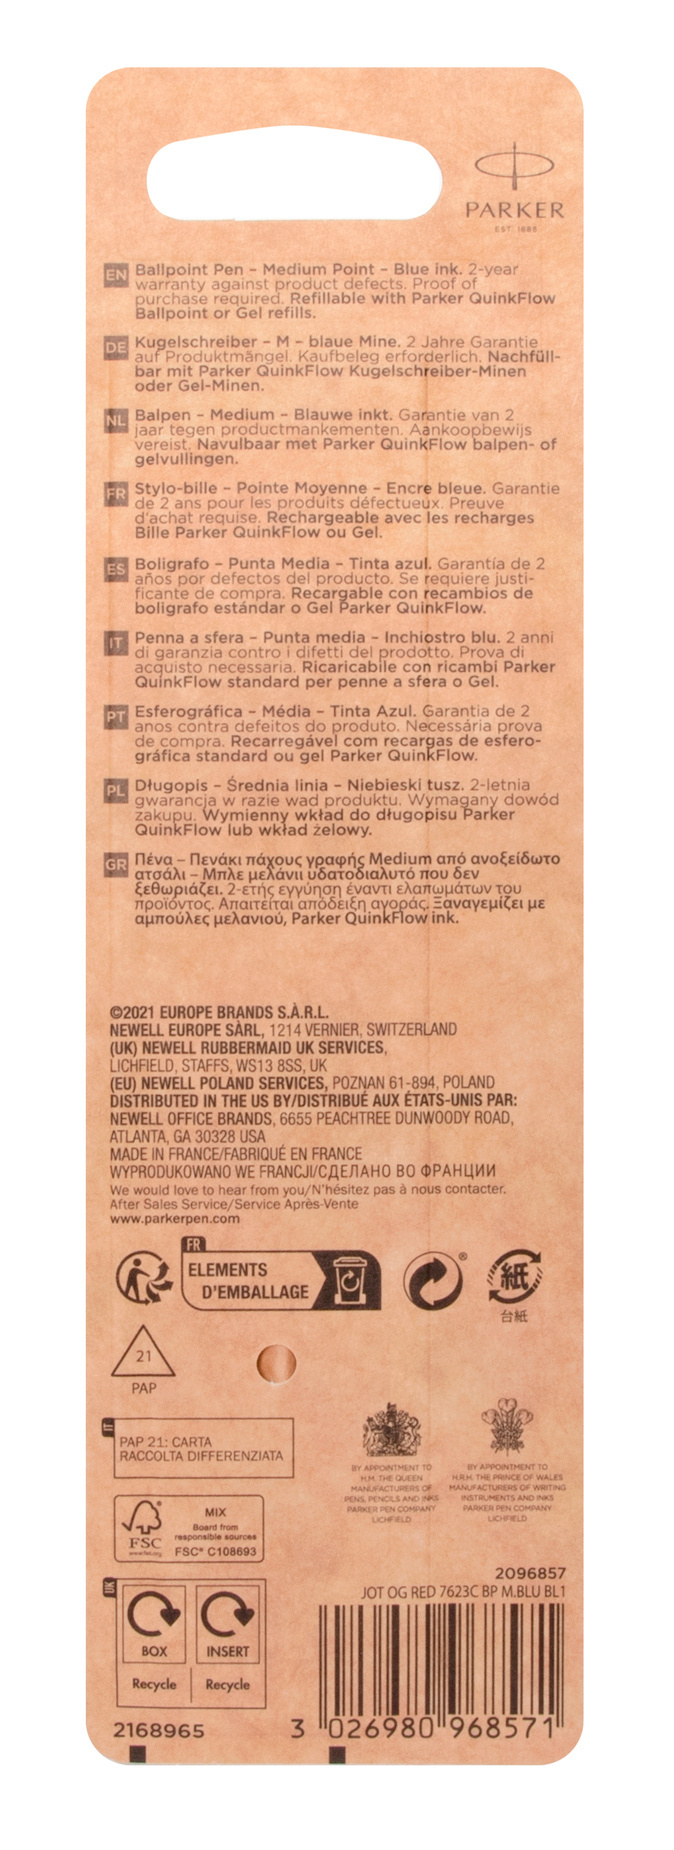 PARKER
EST. 1888
EN Ballpoint Pen – Medium Point – Blue ink. 2-year
warranty against product defects. Proof of
purchase required. Refillable with Parker QuinkFlow
Ballpoint or Gel refills.
DE Kugelschreiber – M – blaue Mine. 2 Jahre Garantie
auf Produktmängel. Kaufbeleg erforderlich. Nachfüll-
bar mit Parker QuinkFlow Kugelschreiber-Minen
oder Gel-Minen.
NL Balpen – Medium – Blauwe inkt. Garantie van 2
jaar tegen productmankementen. Aankoopbewijs
vereist. Navulbaar met Parker QuinkFlow balpen- of
gelvullingen.
FR Stylo-bille – Pointe Moyenne – Encre bleue. Garantie
de 2 ans pour les produits défectueux. Preuve
d'achat requise. Rechargeable avec les recharges
Bille Parker QuinkFlow ou Gel.
ES Boligrafo – Punta Media – Tinta azul. Garantía de 2
años por defectos del producto. Se requiere justi-
ficante de compra. Recargable con recambios de
boligrafo estándar o Gel Parker QuinkFlow.
IT Penna a sfera – Punta media – Inchiostro blu. 2 anni
di garanzia contro i difetti del prodotto. Prova di
acquisto necessaria. Ricaricabile con ricambi Parker
QuinkFlow standard per penne a sfera o Gel.
PT Esferográfica – Média – Tinta Azul. Garantia de 2
anos contra defeitos do produto. Necessária prova
de compra. Recarregável com recargas de esfero-
gráfica standard ou gel Parker QuinkFlow.
PL Długopis – Średnia linia – Niebieski tusz. 2-letnia
gwarancja w razie wad produktu. Wymagany dowód
zakupu. Wymienny wkład do długopisu Parker
QuinkFlow lub wkład żelowy.
GR Πένα – Πενάκι πάχους γραφής Medium από ανοξείδωτο
ατσάλι – Μπλε μελάνιι υδατοδιαλυτό που δεν
ξεθωριάζει. 2-ετής εγγύηση έναντι ελαπωμάτων του
προϊόντος. Απαιτείται απόδειξη αγοράς. Ξαναγεμίζει με
αμπούλες μελανιού, Parker QuinkFlow ink.
©2021 EUROPE BRANDS S.À.R.L.
NEWELL EUROPE SÀRL, 1214 VERNIER, SWITZERLAND
(UK) NEWELL RUBBERMAID UK SERVICES,
LICHFIELD, STAFFS, WS13 8SS, UK
(EU) NEWELL POLAND SERVICES, POZNAN 61-894, POLAND
DISTRIBUTED IN THE US BY/DISTRIBUÉ AUX ÉTATS-UNIS PAR:
NEWELL OFFICE BRANDS, 6655 PEACHTREE DUNWOODY ROAD,
ATLANTA, GA 30328 USA
MADE IN FRANCE/FABRIQUÉ EN FRANCE
WYPRODUKOWANO WE FRANCJI/СДЕЛАНО ВО ФРАНЦИИ
We would love to hear from you/N'hésitez pas à nous contacter.
After Sales Service/Service Après-Vente
www.parkerpen.com
FR
ELEMENTS
D'EMBALLAGE
®
紙
台紙
21
PAP
IT
PAP 21: CARTA
RACCOLTA DIFFERENZIATA
BY APPOINTMENT TO
H.M. THE QUEEN
MANUFACTURERS OF
PENS, PENCILS AND INKS
PARKER PEN COMPANY
LICHFIELD
BY APPOINTMENT TO
H.R.H. THE PRINCE OF WALES
MANUFACTURERS OF WRITING
INSTRUMENTS AND INKS
PARKER PEN COMPANY
LICHFIELD
FSC
www.fsc.org
MIX
Board from
responsible sources
FSC® C108693
UK
BOX
INSERT
Recycle
Recycle
2168965
2096857
JOT OG RED 7623C BP M.BLU BL1
3 026980 968571